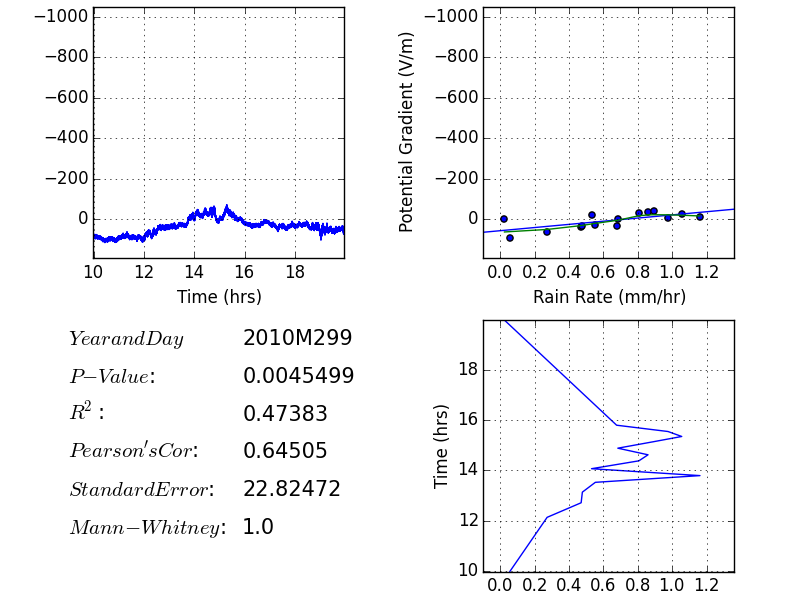 −1000
−800
−600
−400
−200
0
10 12 14 16 18
Time (hrs)
Potential Gradient (V/m)
−1000
−800
−600
−400
−200
0
0.0 0.2 0.4 0.6 0.8 1.0 1.2
Rain Rate (mm/hr)
YearandDay 2010M299
P−Value: 0.0045499
R² : 0.47383
Pearson′sCor: 0.64505
StandardError: 22.82472
Mann−Whitney: 1.0
Time (hrs)
18
16
14
12
10
0.0 0.2 0.4 0.6 0.8 1.0 1.2